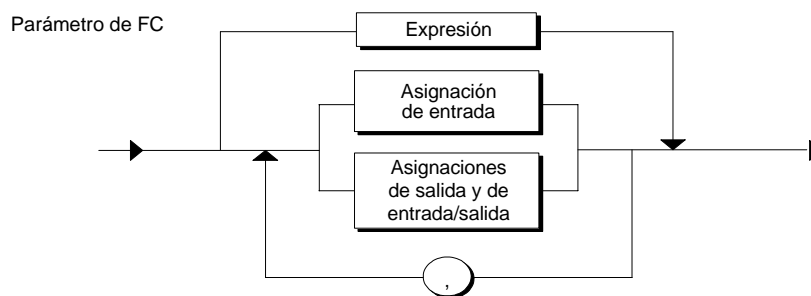 Parámetro de FC
Expresión
Asignación
de entrada
Asignaciones
de salida y de
entrada/salida
,